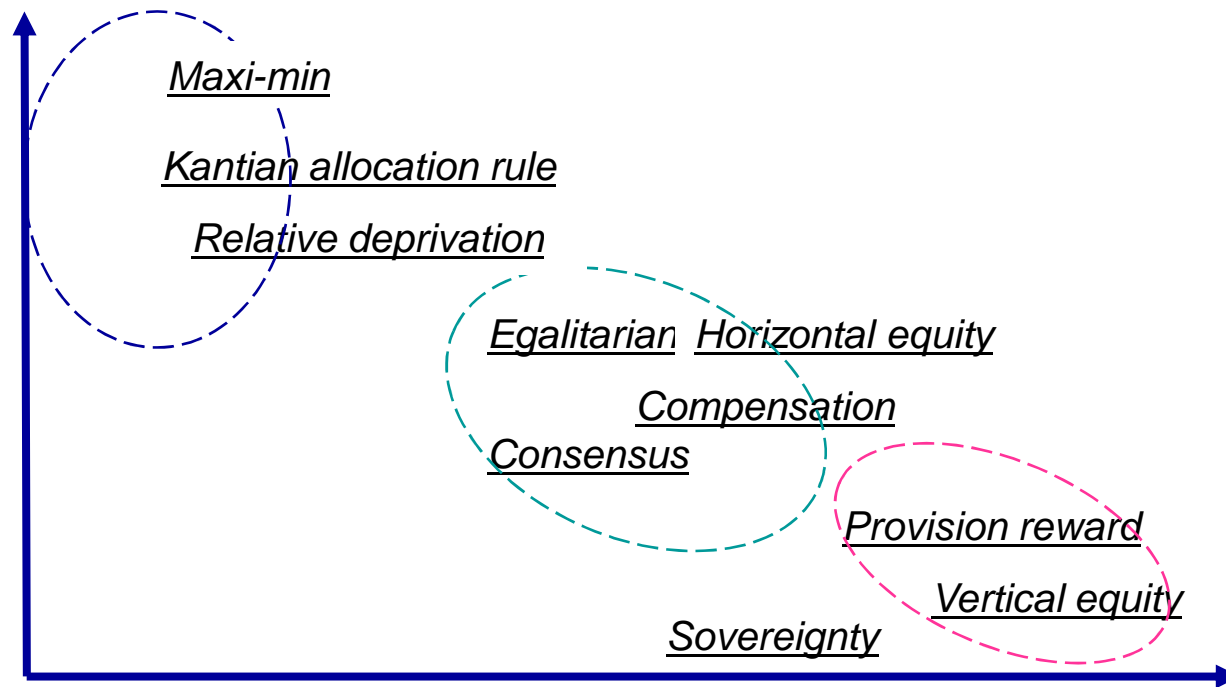 Maxi-min
Kantian allocation rule
Relative deprivation
Egalitarian Horizontal equity
Compensation
Consensus
Provision reward
Vertical equity
Sovereignty